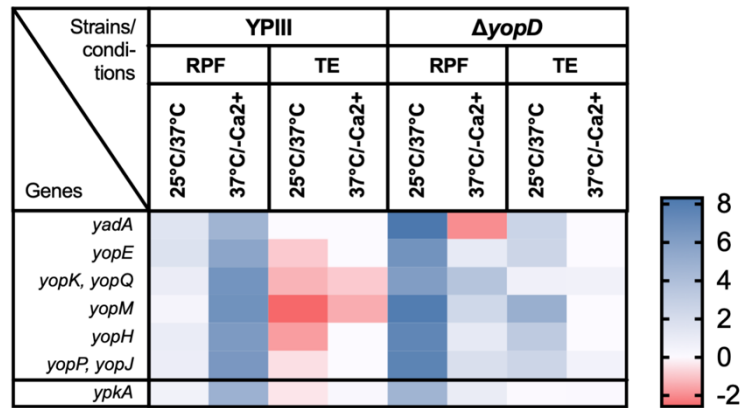 Strains/
condi-
tions
Genes
YPIII
ΔyopD
RPF
TE
RPF
TE
25°C/37°C
37°C/-Ca2+
25°C/37°C
37°C/-Ca2+
25°C/37°C
37°C/-Ca2+
25°C/37°C
37°C/-Ca2+
yadA
yopE
yopK, yopQ
yopM
yopH
yopP, yopJ
ypkA
8
6
4
2
0
-2